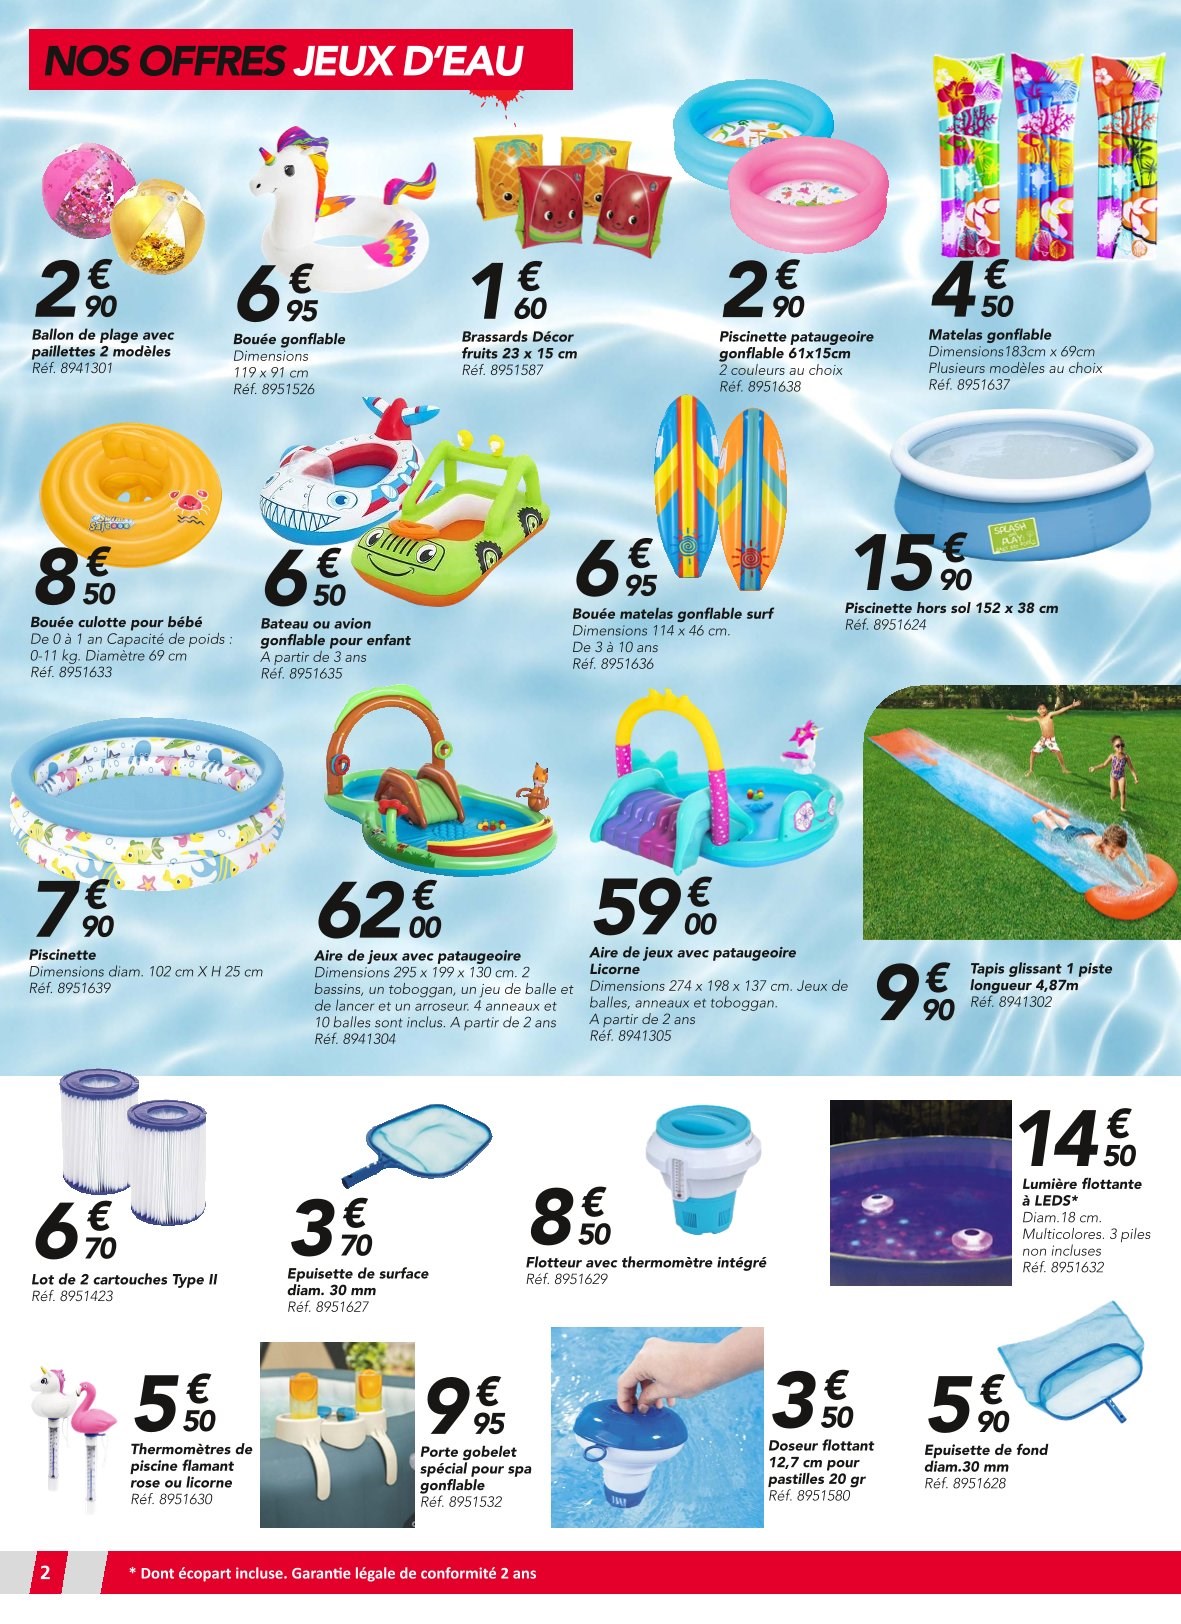 NOS OFFRES JEUX D'EAU
2€90
Ballon de plage avec
paillettes 2 modèles
Réf. 8941301
6€95
Bouée gonflable
Dimensions
119 x 91 cm
Réf. 8951526
1€60
Brassards Décor
fruits 23 x 15 cm
Réf. 8951587
2€90
Piscinette pataugeoire
gonflable 61x15cm
2 couleurs au choix
Réf. 8951638
4€50
Matelas gonflable
Dimensions183cm x 69cm
Plusieurs modèles au choix
Réf. 8951637
8€50
Bouée culotte pour bébé
De 0 à 1 an Capacité de poids :
0-11 kg. Diamètre 69 cm
Réf. 8951633
6€50
Bateau ou avion
gonflable pour enfant
A partir de 3 ans
Réf. 8951635
6€95
Bouée matelas gonflable surf
Dimensions 114 x 46 cm.
De 3 à 10 ans
Réf. 8951636
SPLASH
PLAY
15€90
Piscinette hors sol 152 x 38 cm
Réf. 8951624
7€90
Piscinette
Dimensions diam. 102 cm X H 25 cm
Réf. 8951639
62€00
Aire de jeux avec pataugeoire
Dimensions 295 x 199 x 130 cm. 2
bassins, un toboggan, un jeu de balle et
de lancer et un arroseur. 4 anneaux et
10 balles sont inclus. A partir de 2 ans
Réf. 8941304
59€00
Aire de jeux avec pataugeoire
Licorne
Dimensions 274 x 198 x 137 cm. Jeux de
balles, anneaux et toboggan.
A partir de 2 ans
Réf. 8941305
9€90
Tapis glissant 1 piste
longueur 4,87m
Réf. 8941302
6€70
Lot de 2 cartouches Type II
Réf. 8951423
3€70
Epuisette de surface
diam. 30 mm
Réf. 8951627
8€50
Flotteur avec thermomètre intégré
Réf. 8951629
14€50
Lumière flottante
à LEDS*
Diam.18 cm.
Multicolores. 3 piles
non incluses
Réf. 8951632
5€50
Thermomètres de
piscine flamant
rose ou licorne
Réf. 8951630
9€95
Porte gobelet
spécial pour spa
gonflable
Réf. 8951532
3€50
Doseur flottant
12,7 cm pour
pastilles 20 gr
Réf. 8951580
5€90
Epuisette de fond
diam.30 mm
Réf. 8951628
2
* Dont écopart incluse. Garantie légale de conformité 2 ans